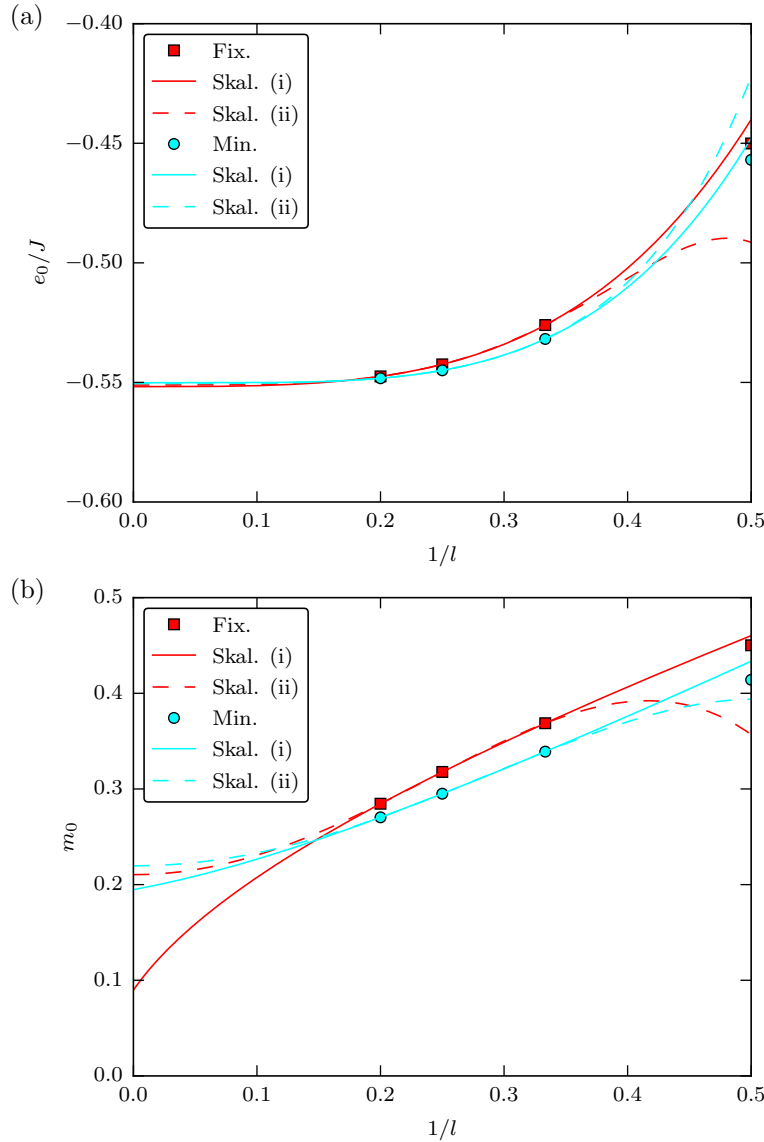 (a)
−0.40
−0.45
−0.50
−0.55
−0.60
e₀/J
Fix.
Skal. (i)
Skal. (ii)
Min.
Skal. (i)
Skal. (ii)
0.0 0.1 0.2 0.3 0.4 0.5
1/l
(b)
0.5
0.4
0.3
0.2
0.1
0.0
m₀
Fix.
Skal. (i)
Skal. (ii)
Min.
Skal. (i)
Skal. (ii)
0.0 0.1 0.2 0.3 0.4 0.5
1/l